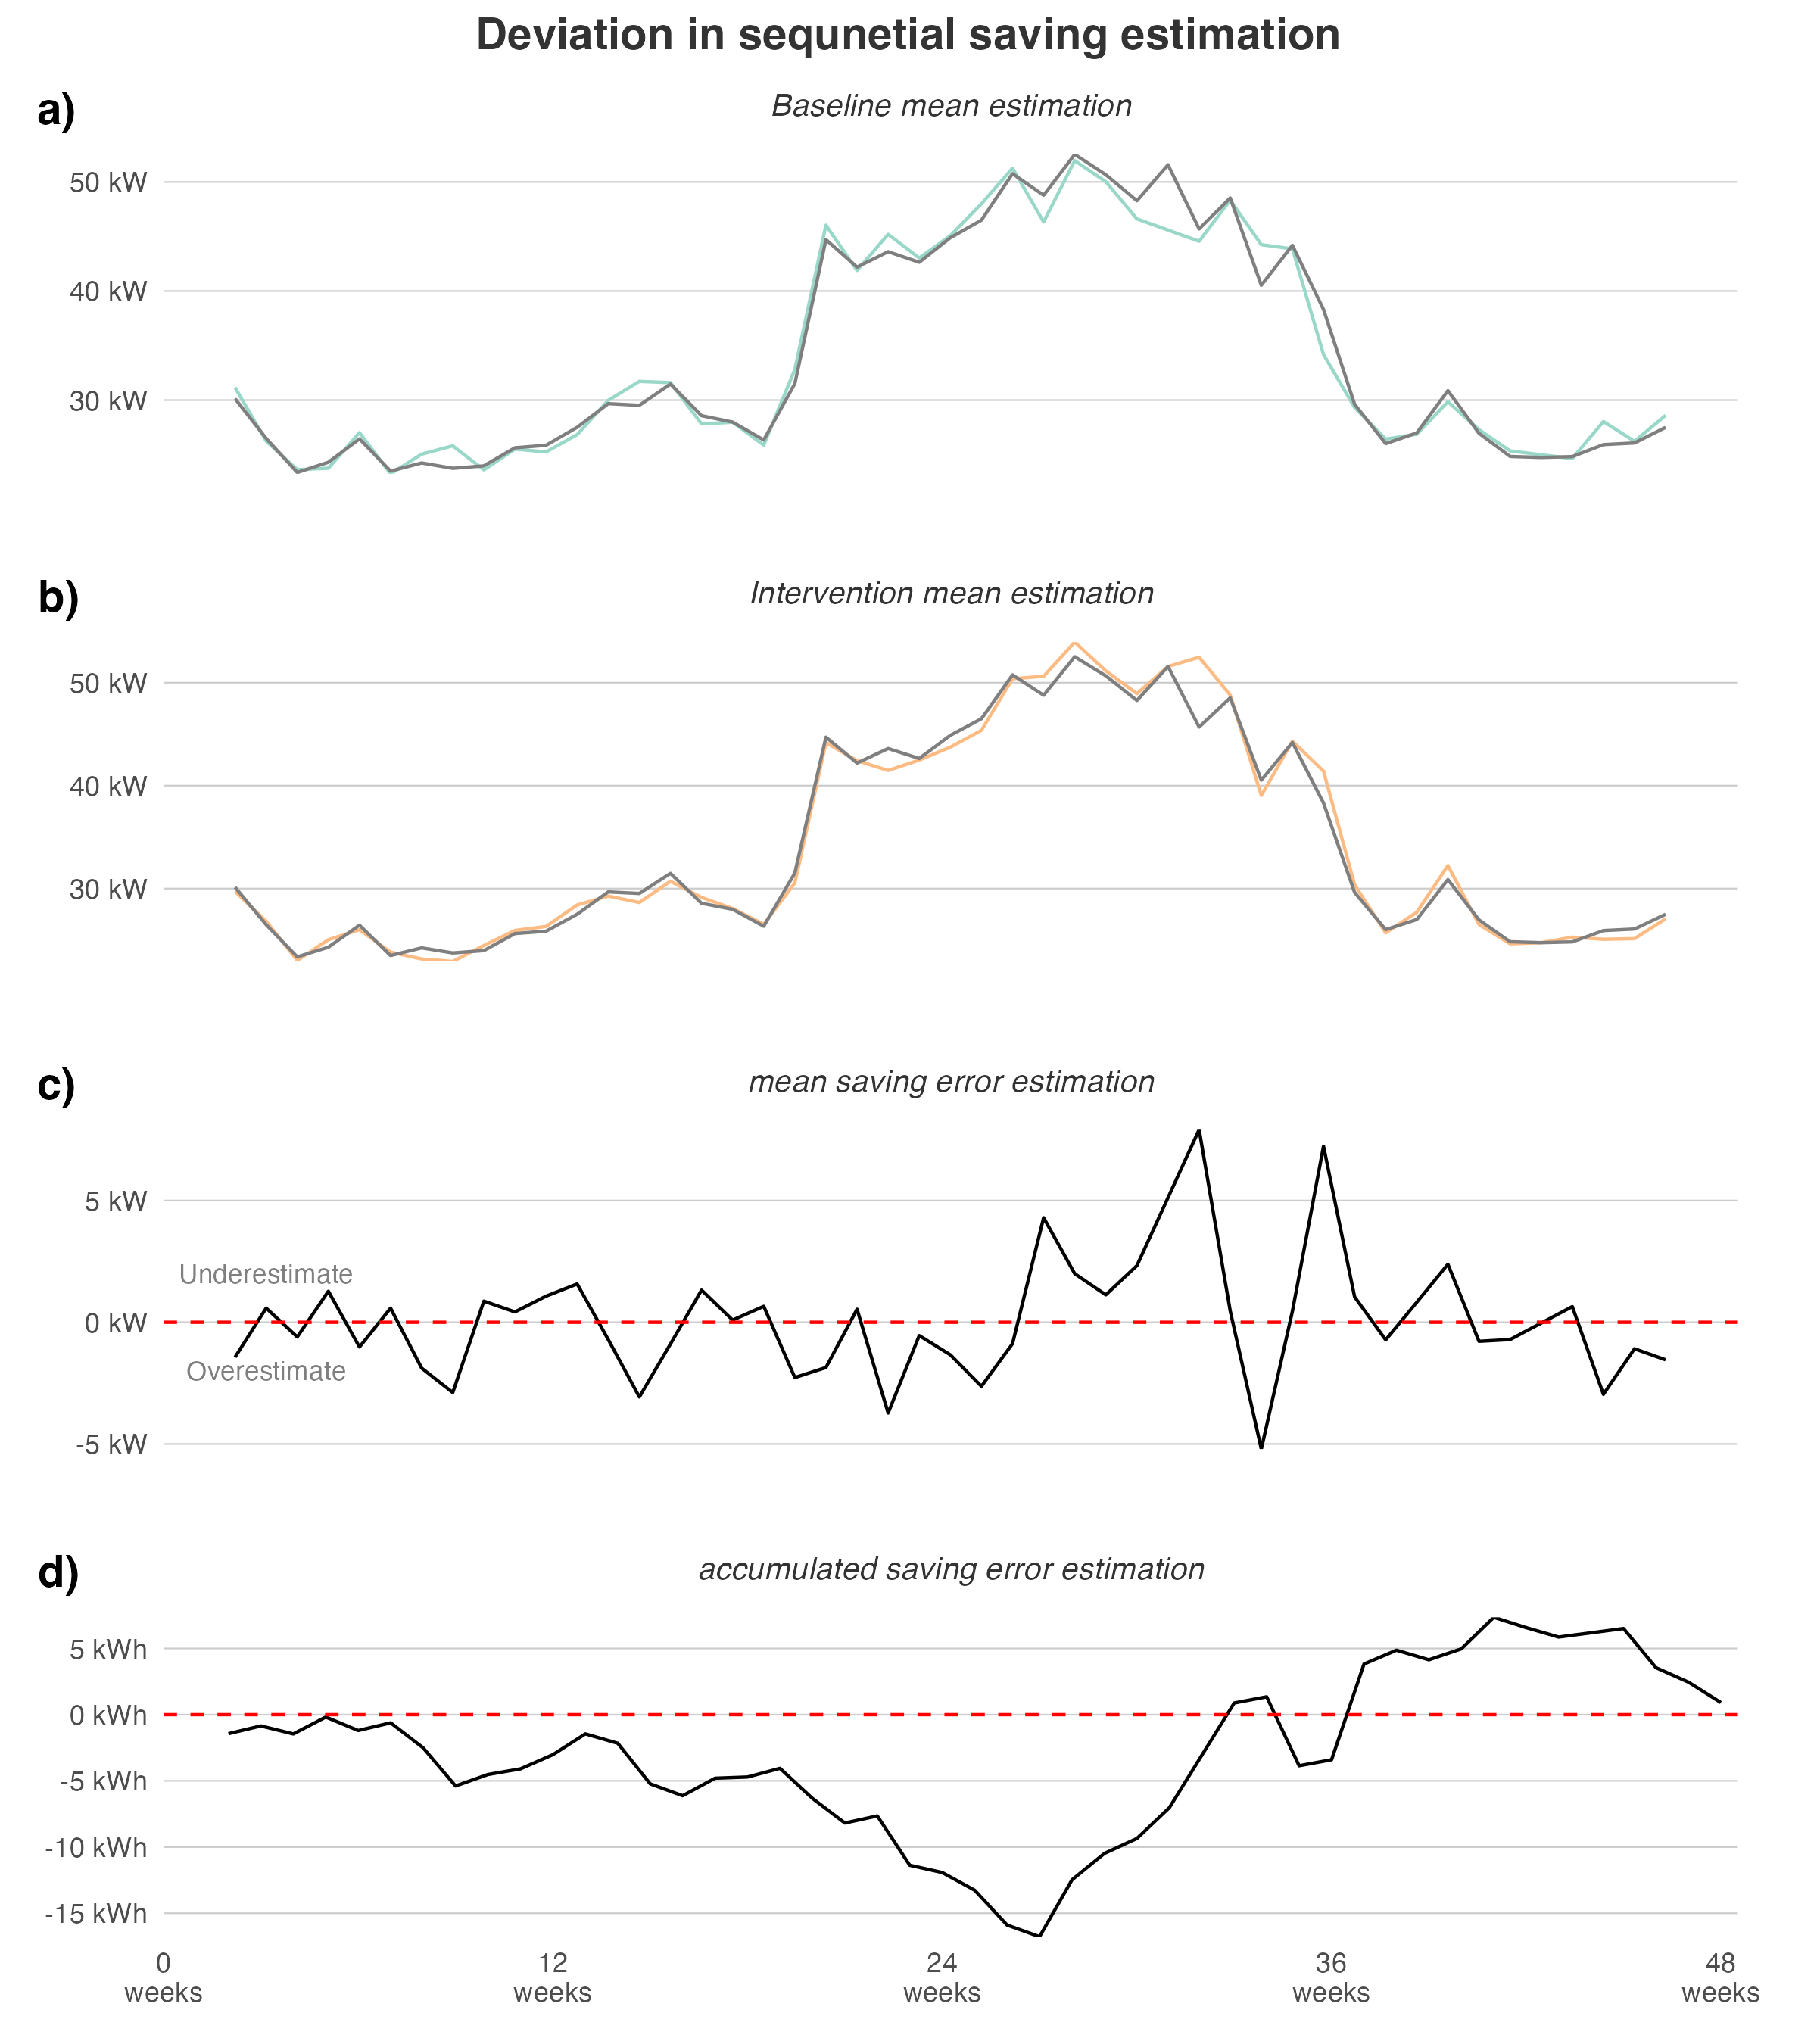 Deviation in sequnetial saving estimation
a)
Baseline mean estimation
50 kW
40 kW
30 kW
b)
Intervention mean estimation
50 kW
40 kW
30 kW
c)
mean saving error estimation
5 kW
Underestimate
0 kW
Overestimate
-5 kW
d)
accumulated saving error estimation
5 kWh
0 kWh
-5 kWh
-10 kWh
-15 kWh
0 12 24 36 48
weeks weeks weeks weeks weeks